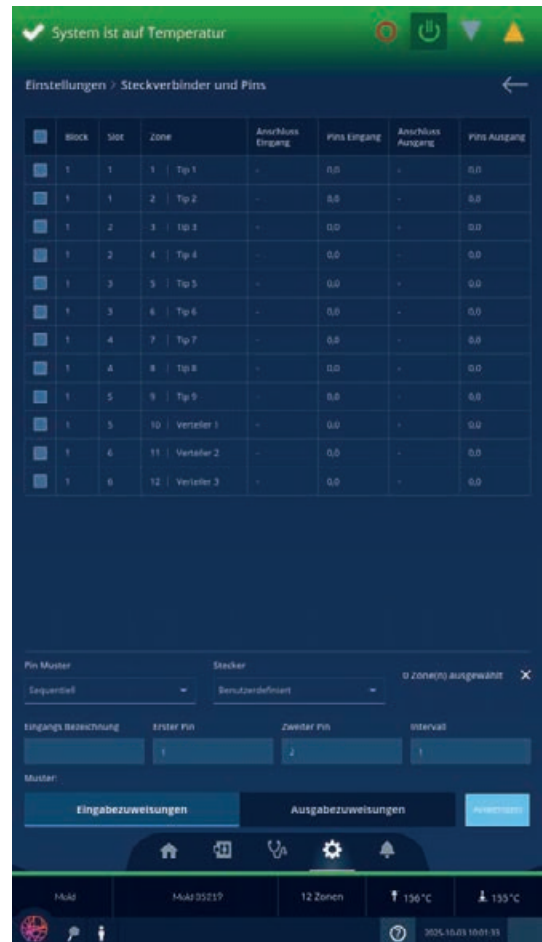 System ist auf Temperatur
Einstellungen > Steckverbinder und Pins
Block Slot Zone Anschluss Eingang Pins Eingang Anschluss Ausgang Pins Ausgang
1 1 1 | Tip 1 - 0,0 - 0,0
1 1 2 | Tip 2 - 0,0 - 0,0
1 2 3 | Tip 3 - 0,0 - 0,0
1 2 4 | Tip 4 - 0,0 - 0,0
1 3 5 | Tip 5 - 0,0 - 0,0
1 3 6 | Tip 6 - 0,0 - 0,0
1 4 7 | Tip 7 - 0,0 - 0,0
1 4 8 | Tip 8 - 0,0 - 0,0
1 5 9 | Tip 9 - 0,0 - 0,0
1 5 10 | Verteiler 1 - 0,0 - 0,0
1 6 11 | Verteiler 2 - 0,0 - 0,0
1 6 12 | Verteiler 3 - 0,0 - 0,0
Pin Muster Stecker
Sequentiell Benutzerdefiniert 0 Zone(n) ausgewählt X
Eingangs Bezeichnung Erster Pin Zweiter Pin Intervall
1 2 1
Muster:
Eingabezuweisungen Ausgabezuweisungen
Mold Mold 35219 12 Zonen 156°C 155°C
2025-10-03 10:01:33